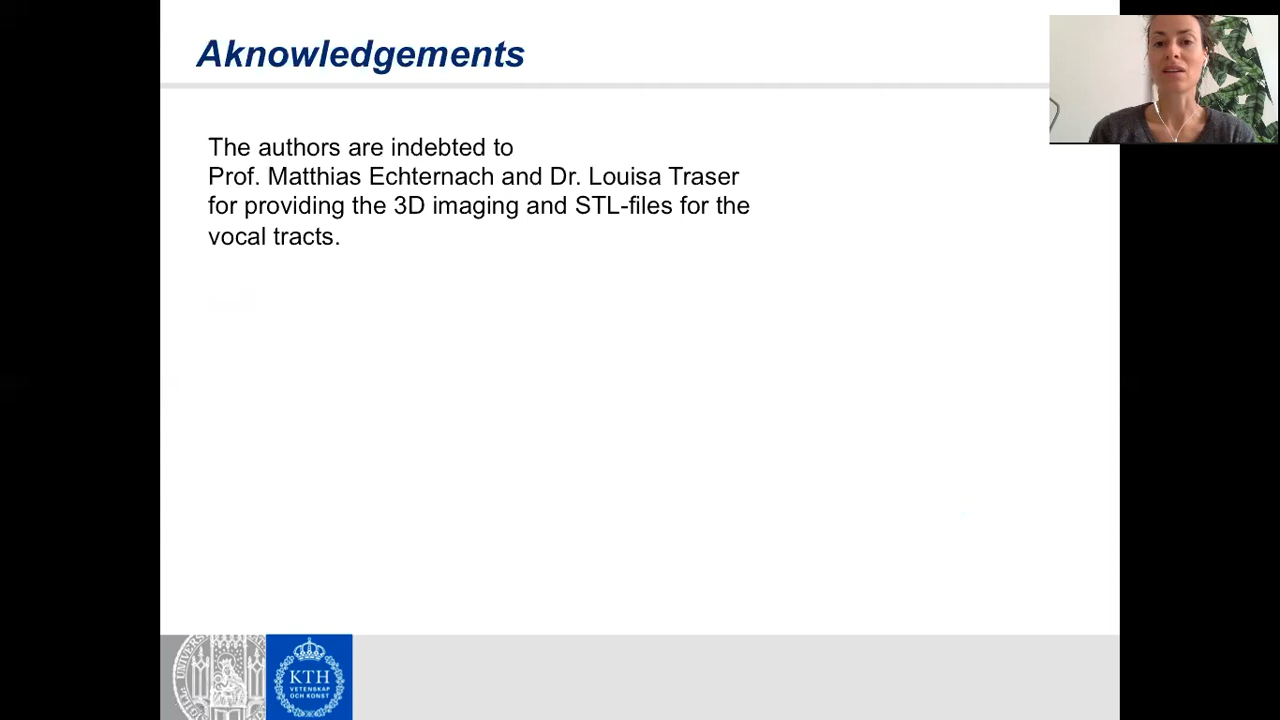 Aknowledgements
The authors are indebted to
Prof. Matthias Echternach and Dr. Louisa Traser
for providing the 3D imaging and STL-files for the
vocal tracts.
KTH
VETENSKAP
OCH KONST